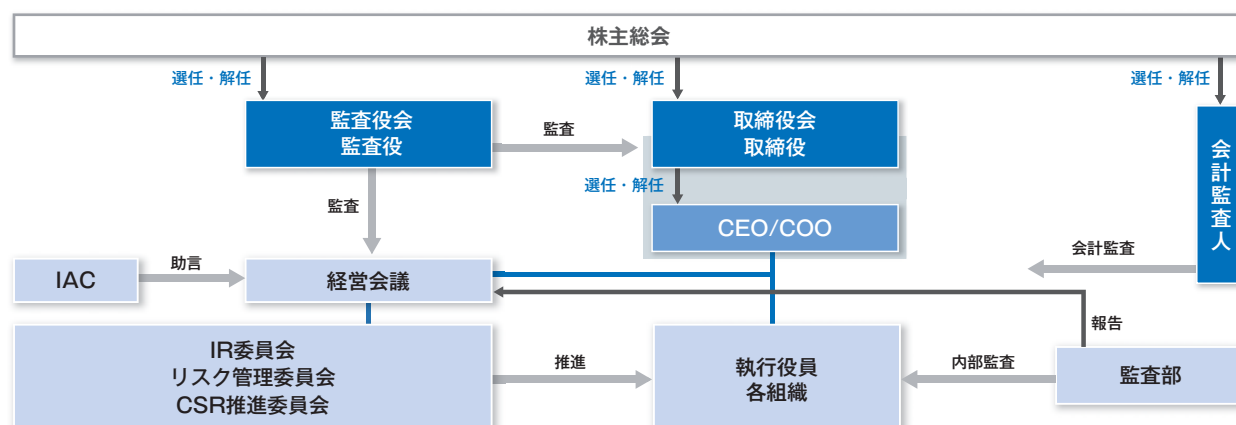 株主総会
選任・解任
選任・解任
選任・解任
監査役会
監査役
監査
取締役会
取締役
会計監査人
選任・解任
監査
CEO/COO
会計監査
IAC
助言
経営会議
報告
IR委員会
リスク管理委員会
CSR推進委員会
推進
執行役員
各組織
内部監査
監査部